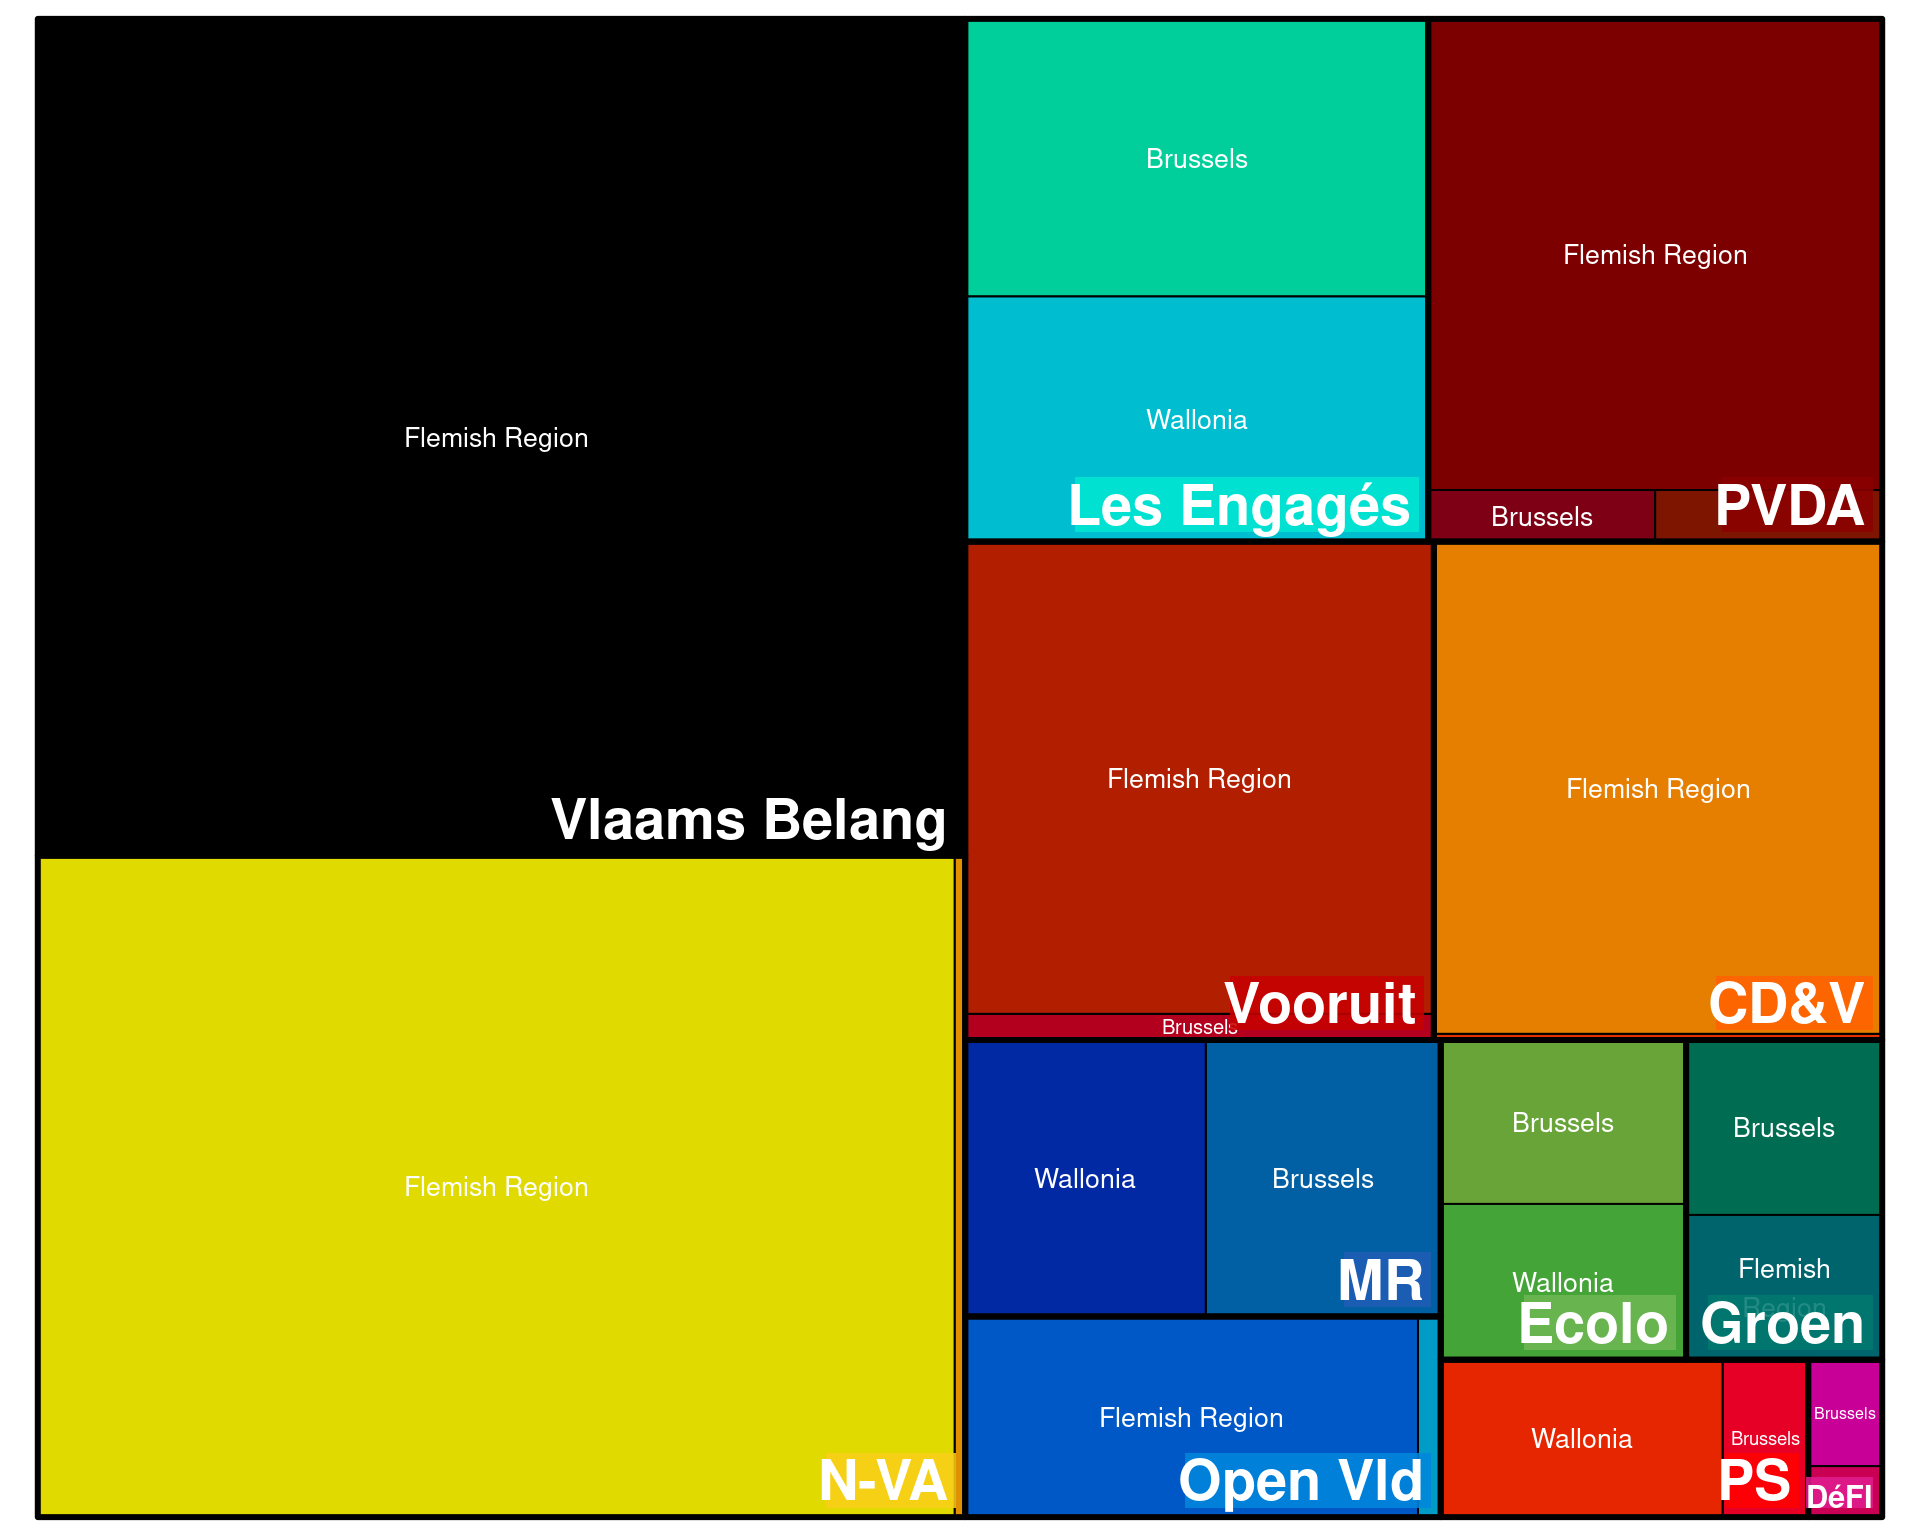 Flemish Region
Vlaams Belang
Flemish Region
N-VA
Brussels
Wallonia
Les Engagés
Flemish Region
Brussels
PVDA
Flemish Region
Brussels
Vooruit
Flemish Region
CD&V
Wallonia
Brussels
MR
Flemish Region
Open Vld
Brussels
Wallonia
Ecolo
Brussels
Flemish
Region
Groen
Wallonia
Brussels
PS
Brussels
DéFI